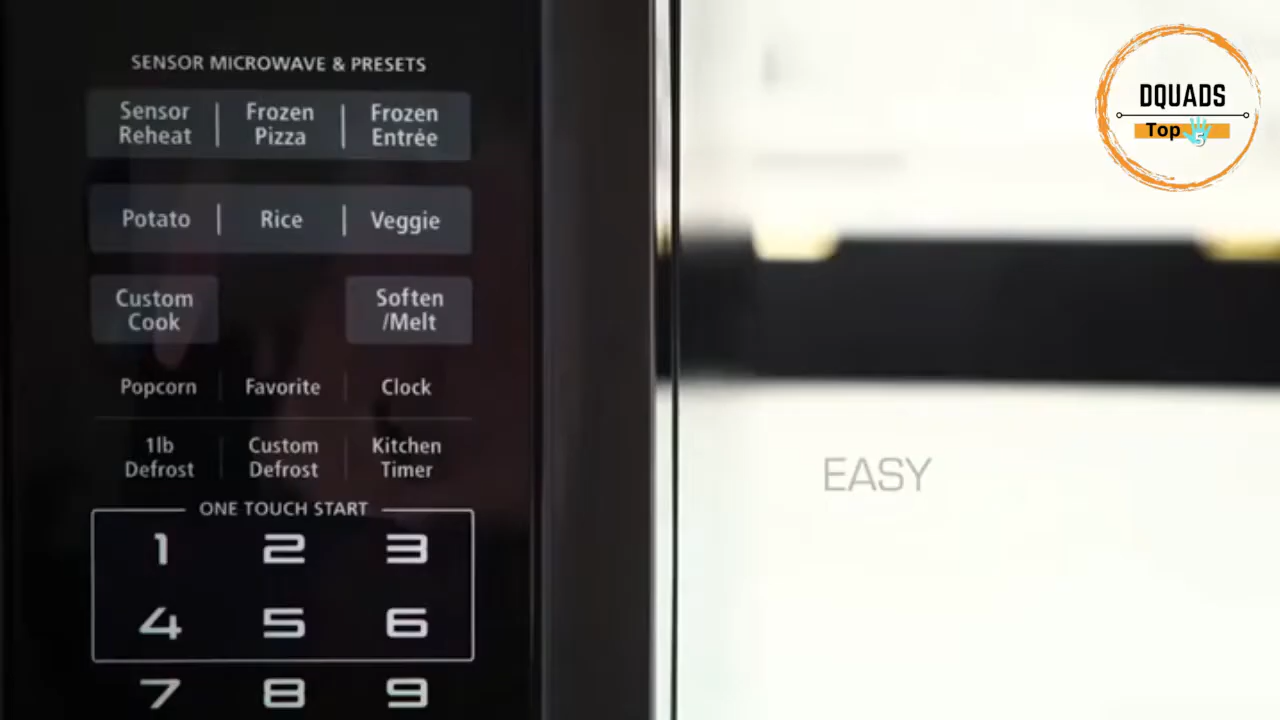 SENSOR MICROWAVE & PRESETS
Sensor Reheat | Frozen Pizza | Frozen Entrée
Potato | Rice | Veggie
Custom Cook
Soften /Melt
Popcorn | Favorite | Clock
1lb Defrost | Custom Defrost | Kitchen Timer
ONE TOUCH START
1 2 3
4 5 6
7 8 9
DQUADS
Top 5
EASY